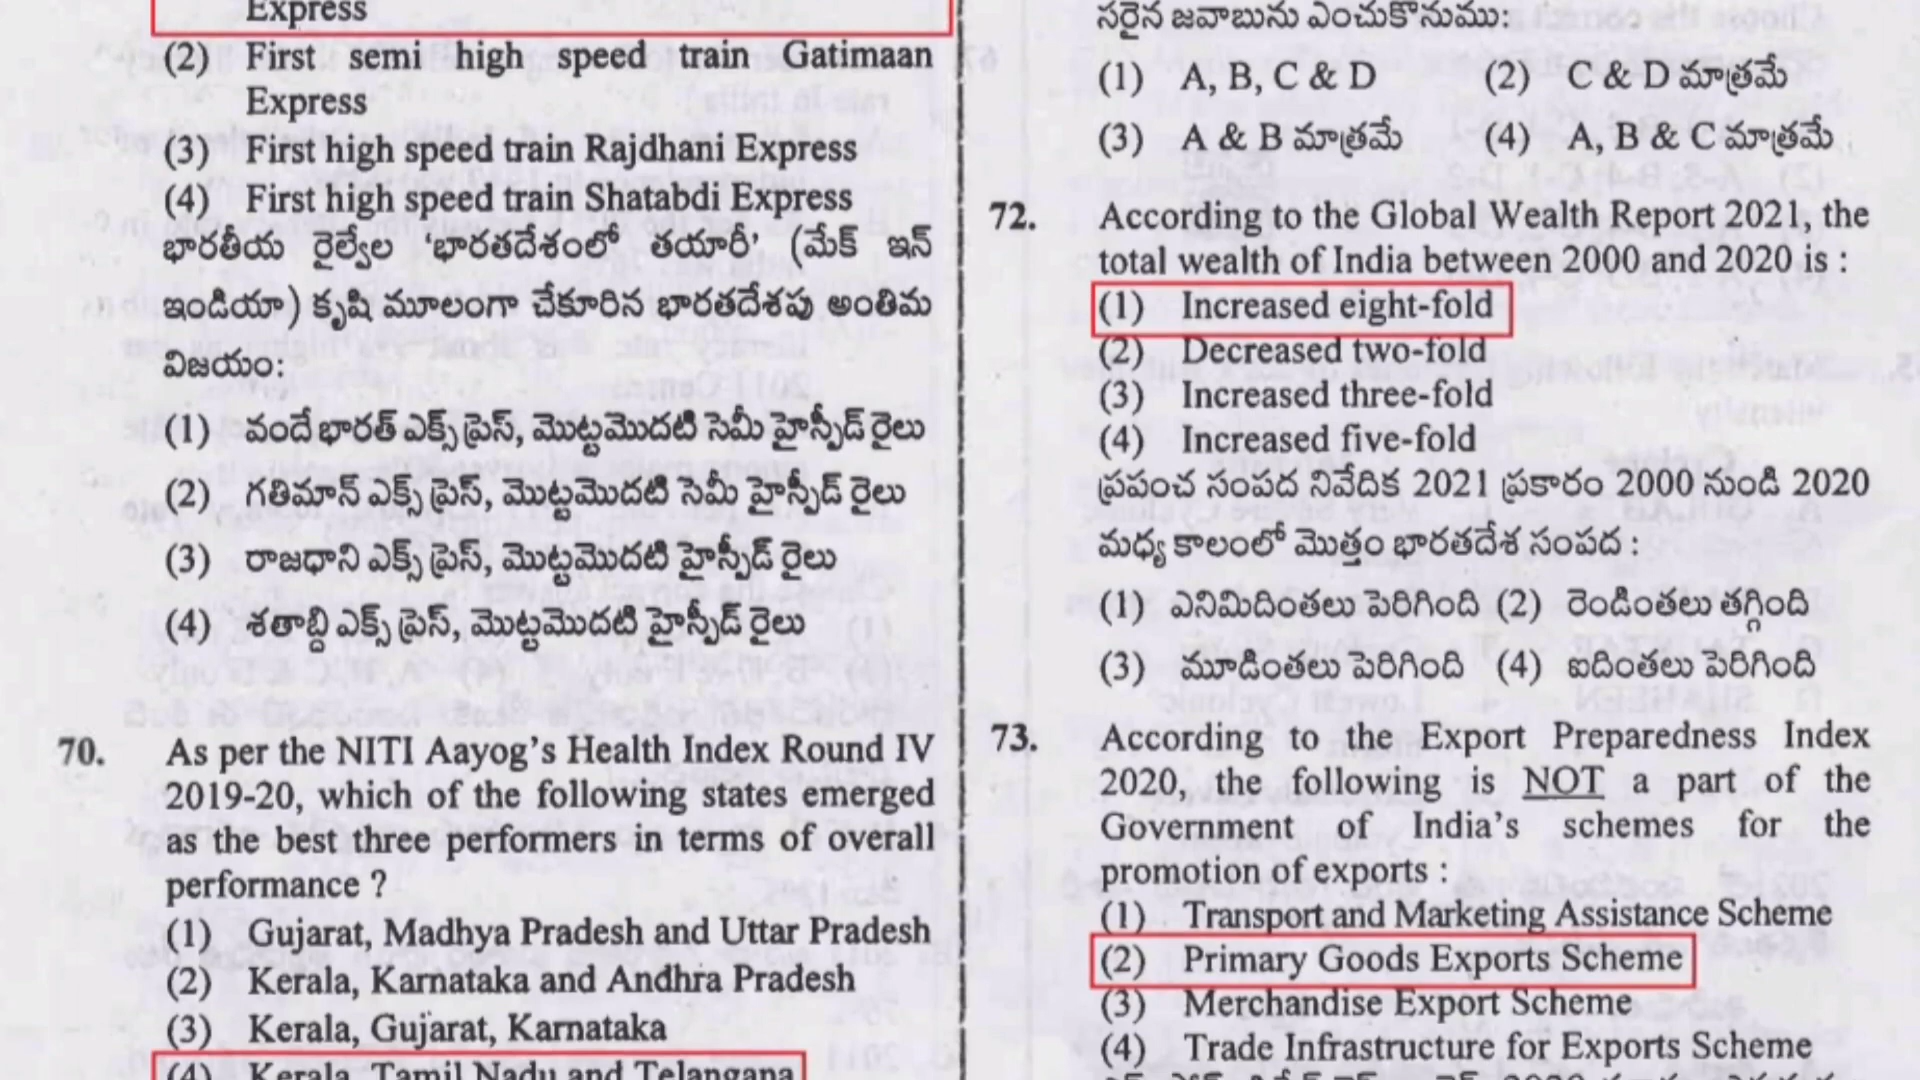 Express
(2) First semi high speed train Gatimaan
Express
(3) First high speed train Rajdhani Express
(4) First high speed train Shatabdi Express
భారతీయ రైల్వేల 'భారతదేశంలో తయారీ' (మేక్ ఇన్
ఇండియా) కృషి మూలంగా చేకూరిన భారతదేశపు అంతిమ
విజయం:
(1) వందేభారత్ ఎక్స్‌ప్రెస్, మొట్టమొదటి సెమీ హైస్పీడ్ రైలు
(2) గతిమాన్ ఎక్స్‌ప్రెస్, మొట్టమొదటి సెమీ హైస్పీడ్ రైలు
(3) రాజధాని ఎక్స్‌ప్రెస్, మొట్టమొదటి హైస్పీడ్ రైలు
(4) శతాబ్ది ఎక్స్‌ప్రెస్, మొట్టమొదటి హైస్పీడ్ రైలు
70. As per the NITI Aayog's Health Index Round IV
2019-20, which of the following states emerged
as the best three performers in terms of overall
performance ?
(1) Gujarat, Madhya Pradesh and Uttar Pradesh
(2) Kerala, Karnataka and Andhra Pradesh
(3) Kerala, Gujarat, Karnataka
(4) Kerala, Tamil Nadu and Telangana
సరైన జవాబును ఎంచుకొనుము:
(1) A, B, C & D (2) C & D మాత్రమే
(3) A & B మాత్రమే (4) A, B & C మాత్రమే
72. According to the Global Wealth Report 2021, the
total wealth of India between 2000 and 2020 is :
(1) Increased eight-fold
(2) Decreased two-fold
(3) Increased three-fold
(4) Increased five-fold
ప్రపంచ సంపద నివేదిక 2021 ప్రకారం 2000 నుండి 2020
మధ్య కాలంలో మొత్తం భారతదేశ సంపద :
(1) ఎనిమిదింతలు పెరిగింది (2) రెండింతలు తగ్గింది
(3) మూడింతలు పెరిగింది (4) ఐదింతలు పెరిగింది
73. According to the Export Preparedness Index
2020, the following is NOT a part of the
Government of India's schemes for the
promotion of exports :
(1) Transport and Marketing Assistance Scheme
(2) Primary Goods Exports Scheme
(3) Merchandise Export Scheme
(4) Trade Infrastructure for Exports Scheme